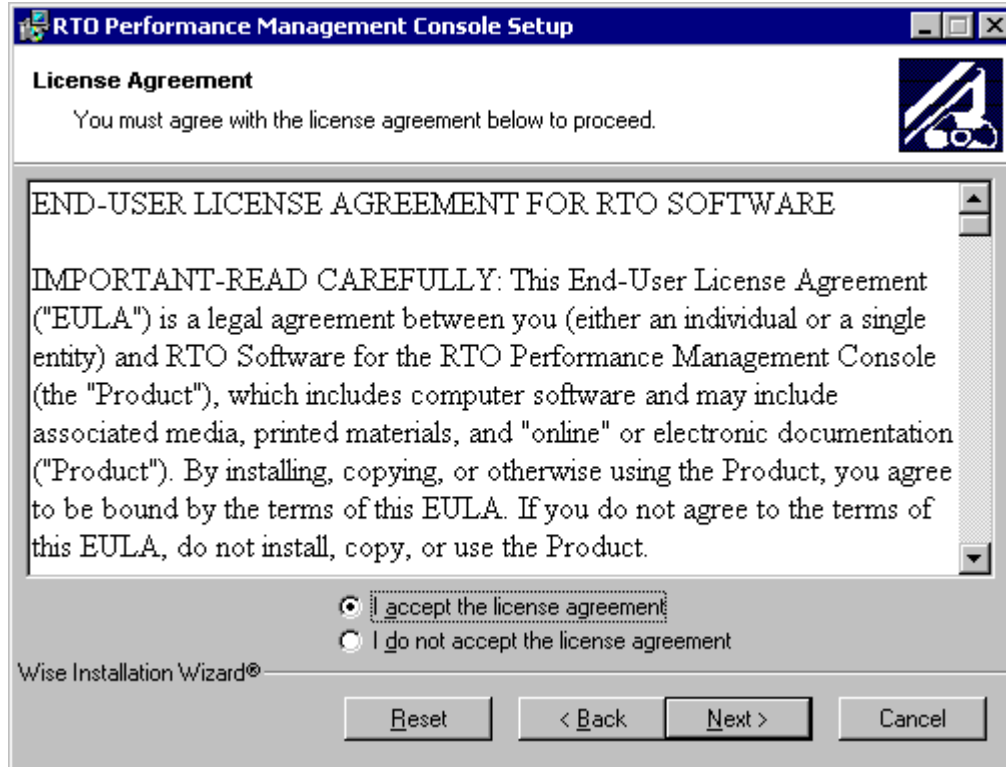 RTO Performance Management Console Setup
License Agreement
You must agree with the license agreement below to proceed.
END-USER LICENSE AGREEMENT FOR RTO SOFTWARE
IMPORTANT-READ CAREFULLY: This End-User License Agreement
("EULA") is a legal agreement between you (either an individual or a single
entity) and RTO Software for the RTO Performance Management Console
(the "Product"), which includes computer software and may include
associated media, printed materials, and "online" or electronic documentation
("Product"). By installing, copying, or otherwise using the Product, you agree
to be bound by the terms of this EULA. If you do not agree to the terms of
this EULA, do not install, copy, or use the Product.
I accept the license agreement
I do not accept the license agreement
Wise Installation Wizard®
Reset < Back Next > Cancel